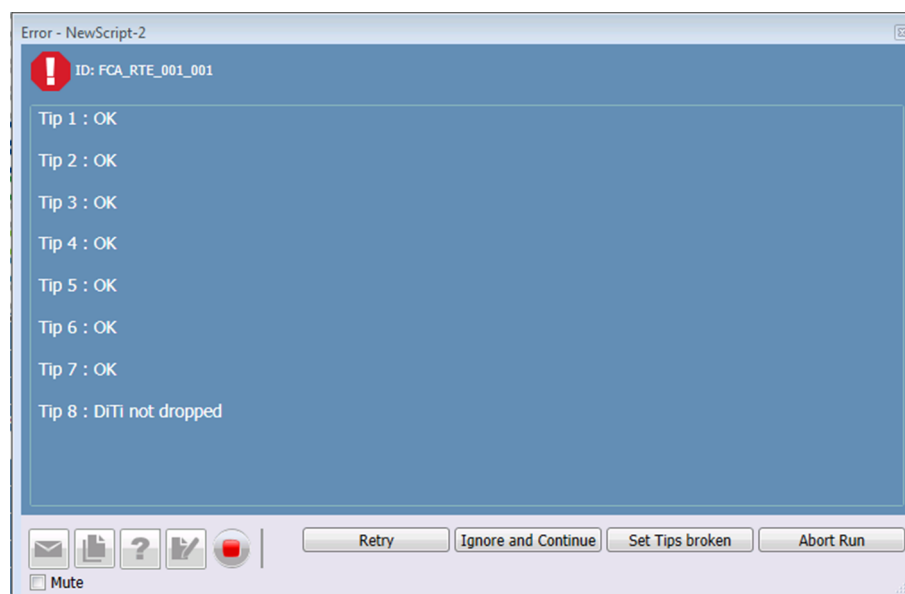 Error - NewScript-2
ID: FCA_RTE_001_001
Tip 1 : OK
Tip 2 : OK
Tip 3 : OK
Tip 4 : OK
Tip 5 : OK
Tip 6 : OK
Tip 7 : OK
Tip 8 : DiTi not dropped
Retry
Ignore and Continue
Set Tips broken
Abort Run
Mute